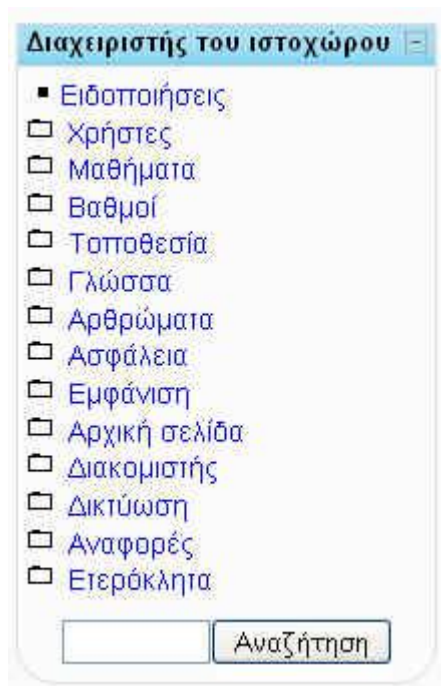 Διαχειριστής του ιστοχώρου
Ειδοποιήσεις
Χρήστες
Μαθήματα
Βαθμοί
Τοποθεσία
Γλώσσα
Αρθρώματα
Ασφάλεια
Εμφάνιση
Αρχική σελίδα
Διακομιστής
Δικτύωση
Αναφορές
Ετερόκλητα
Αναζήτηση